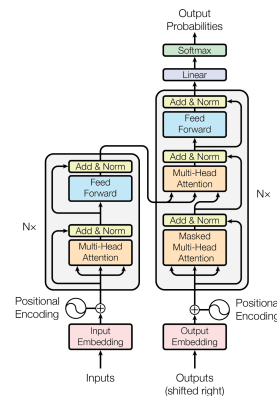 Output
Probabilities
Softmax
Linear
Add & Norm
Feed
Forward
Add & Norm
Multi-Head
Attention
Add & Norm
Masked
Multi-Head
Attention
N×
Add & Norm
Feed
Forward
N×
Add & Norm
Multi-Head
Attention
Positional
Encoding
Positional
Encoding
Input
Embedding
Output
Embedding
Inputs
Outputs
(shifted right)